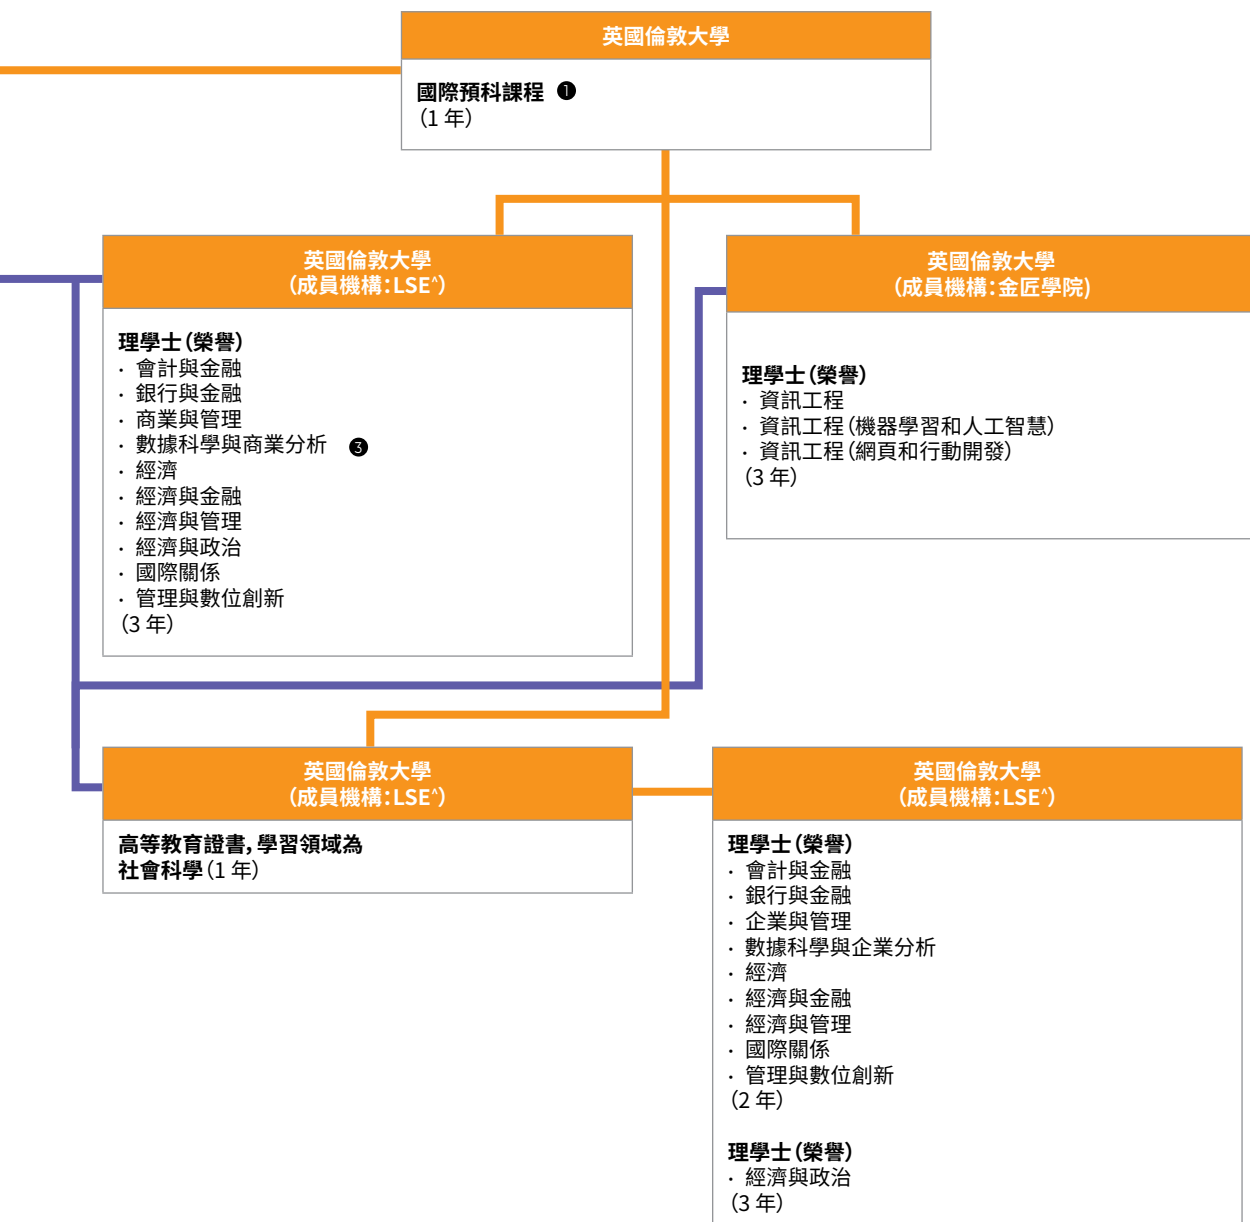 英國倫敦大學
國際預科課程 ❶
(1 年)
英國倫敦大學
(成員機構:LSE^)
理學士(榮譽)
· 會計與金融
· 銀行與金融
· 商業與管理
· 數據科學與商業分析 ❸
· 經濟
· 經濟與金融
· 經濟與管理
· 經濟與政治
· 國際關係
· 管理與數位創新
(3 年)
英國倫敦大學
(成員機構:金匠學院)
理學士(榮譽)
· 資訊工程
· 資訊工程(機器學習和人工智慧)
· 資訊工程(網頁和行動開發)
(3 年)
英國倫敦大學
(成員機構:LSE^)
高等教育證書,學習領域為
社會科學(1 年)
英國倫敦大學
(成員機構:LSE^)
理學士(榮譽)
· 會計與金融
· 銀行與金融
· 企業與管理
· 數據科學與企業分析
· 經濟
· 經濟與金融
· 經濟與管理
· 國際關係
· 管理與數位創新
(2 年)
理學士(榮譽)
· 經濟與政治
(3 年)